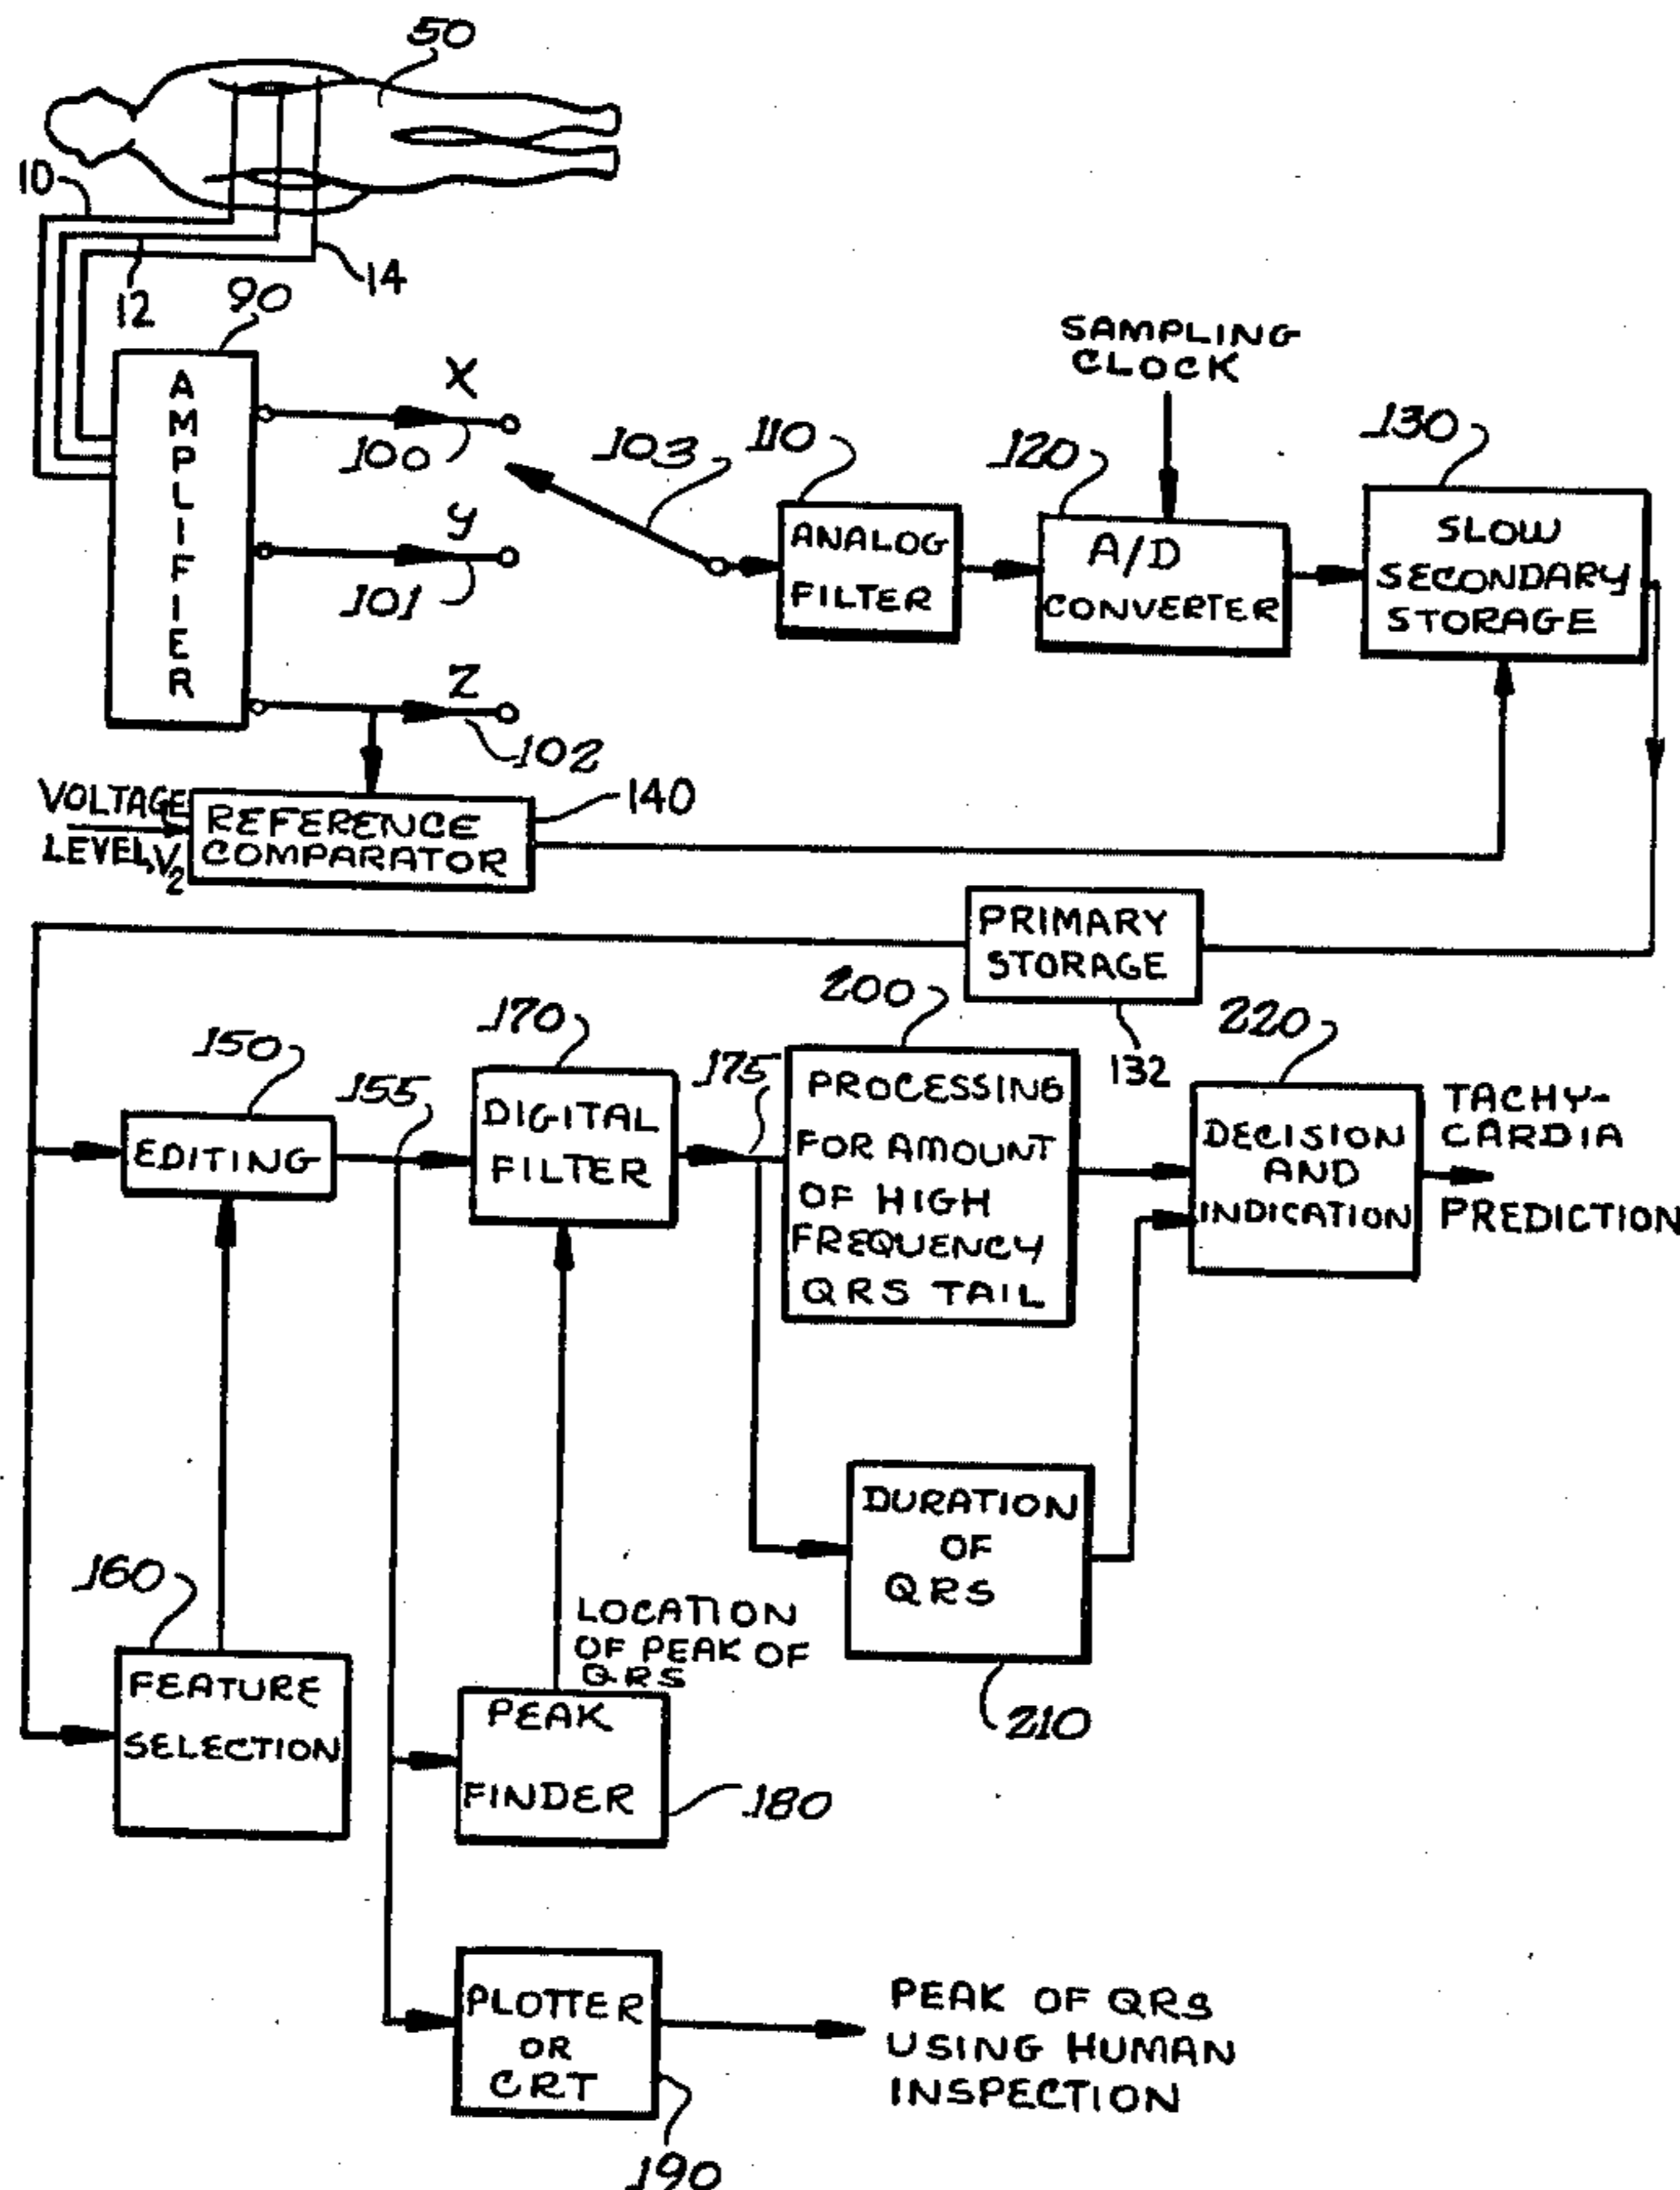 50
10
12
14
90
AMPLIFIER
X
100
Y
101
Z
102
103
110
ANALOG
FILTER
SAMPLING
CLOCK
120
A/D
CONVERTER
130
SLOW
SECONDARY
STORAGE
VOLTAGE
LEVEL, V2
REFERENCE
COMPARATOR
140
PRIMARY
STORAGE
132
150
EDITING
155
170
DIGITAL
FILTER
175
200
PROCESSING
FOR AMOUNT
OF HIGH
FREQUENCY
QRS TAIL
220
DECISION
AND
INDICATION
TACHY-
CARDIA
PREDICTION
160
FEATURE
SELECTION
LOCATION
OF PEAK OF
QRS
PEAK
FINDER
180
DURATION
OF
QRS
210
PLOTTER
OR
CRT
190
PEAK OF QRS
USING HUMAN
INSPECTION